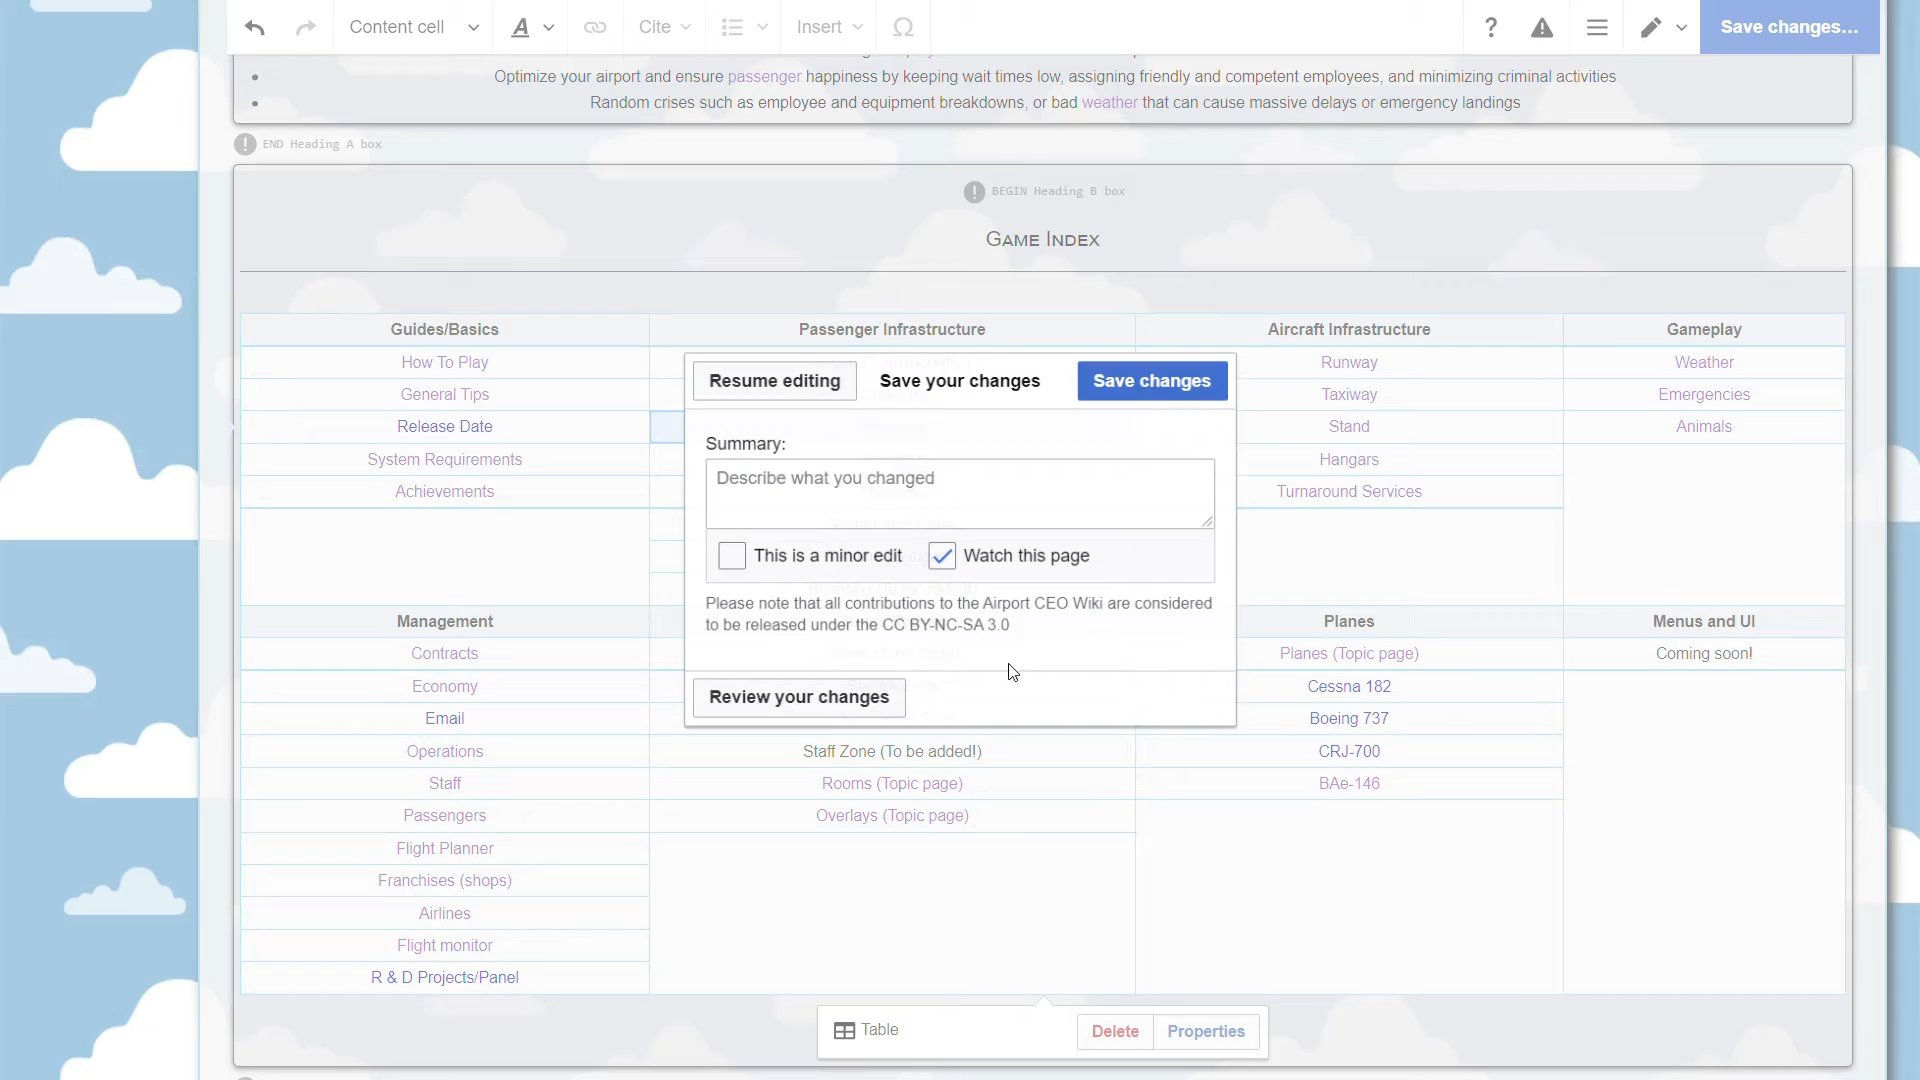 Content cell
A
Cite
Insert
Ω
?
Save changes...
Optimize your airport and ensure passenger happiness by keeping wait times low, assigning friendly and competent employees, and minimizing criminal activities
Random crises such as employee and equipment breakdowns, or bad weather that can cause massive delays or emergency landings
END Heading A box
BEGIN Heading B box
Game Index
Guides/Basics
Passenger Infrastructure
Aircraft Infrastructure
Gameplay
How To Play
Runway
Weather
General Tips
Taxiway
Emergencies
Release Date
Stand
Animals
System Requirements
Hangars
Achievements
Turnaround Services
Resume editing
Save your changes
Save changes
Summary:
Describe what you changed
This is a minor edit
Watch this page
Please note that all contributions to the Airport CEO Wiki are considered
to be released under the CC BY-NC-SA 3.0
Review your changes
Management
Planes
Menus and UI
Contracts
Planes (Topic page)
Coming soon!
Economy
Cessna 182
Email
Boeing 737
Operations
Staff Zone (To be added!)
CRJ-700
Staff
Rooms (Topic page)
BAe-146
Passengers
Overlays (Topic page)
Flight Planner
Franchises (shops)
Airlines
Flight monitor
R & D Projects/Panel
Table
Delete
Properties